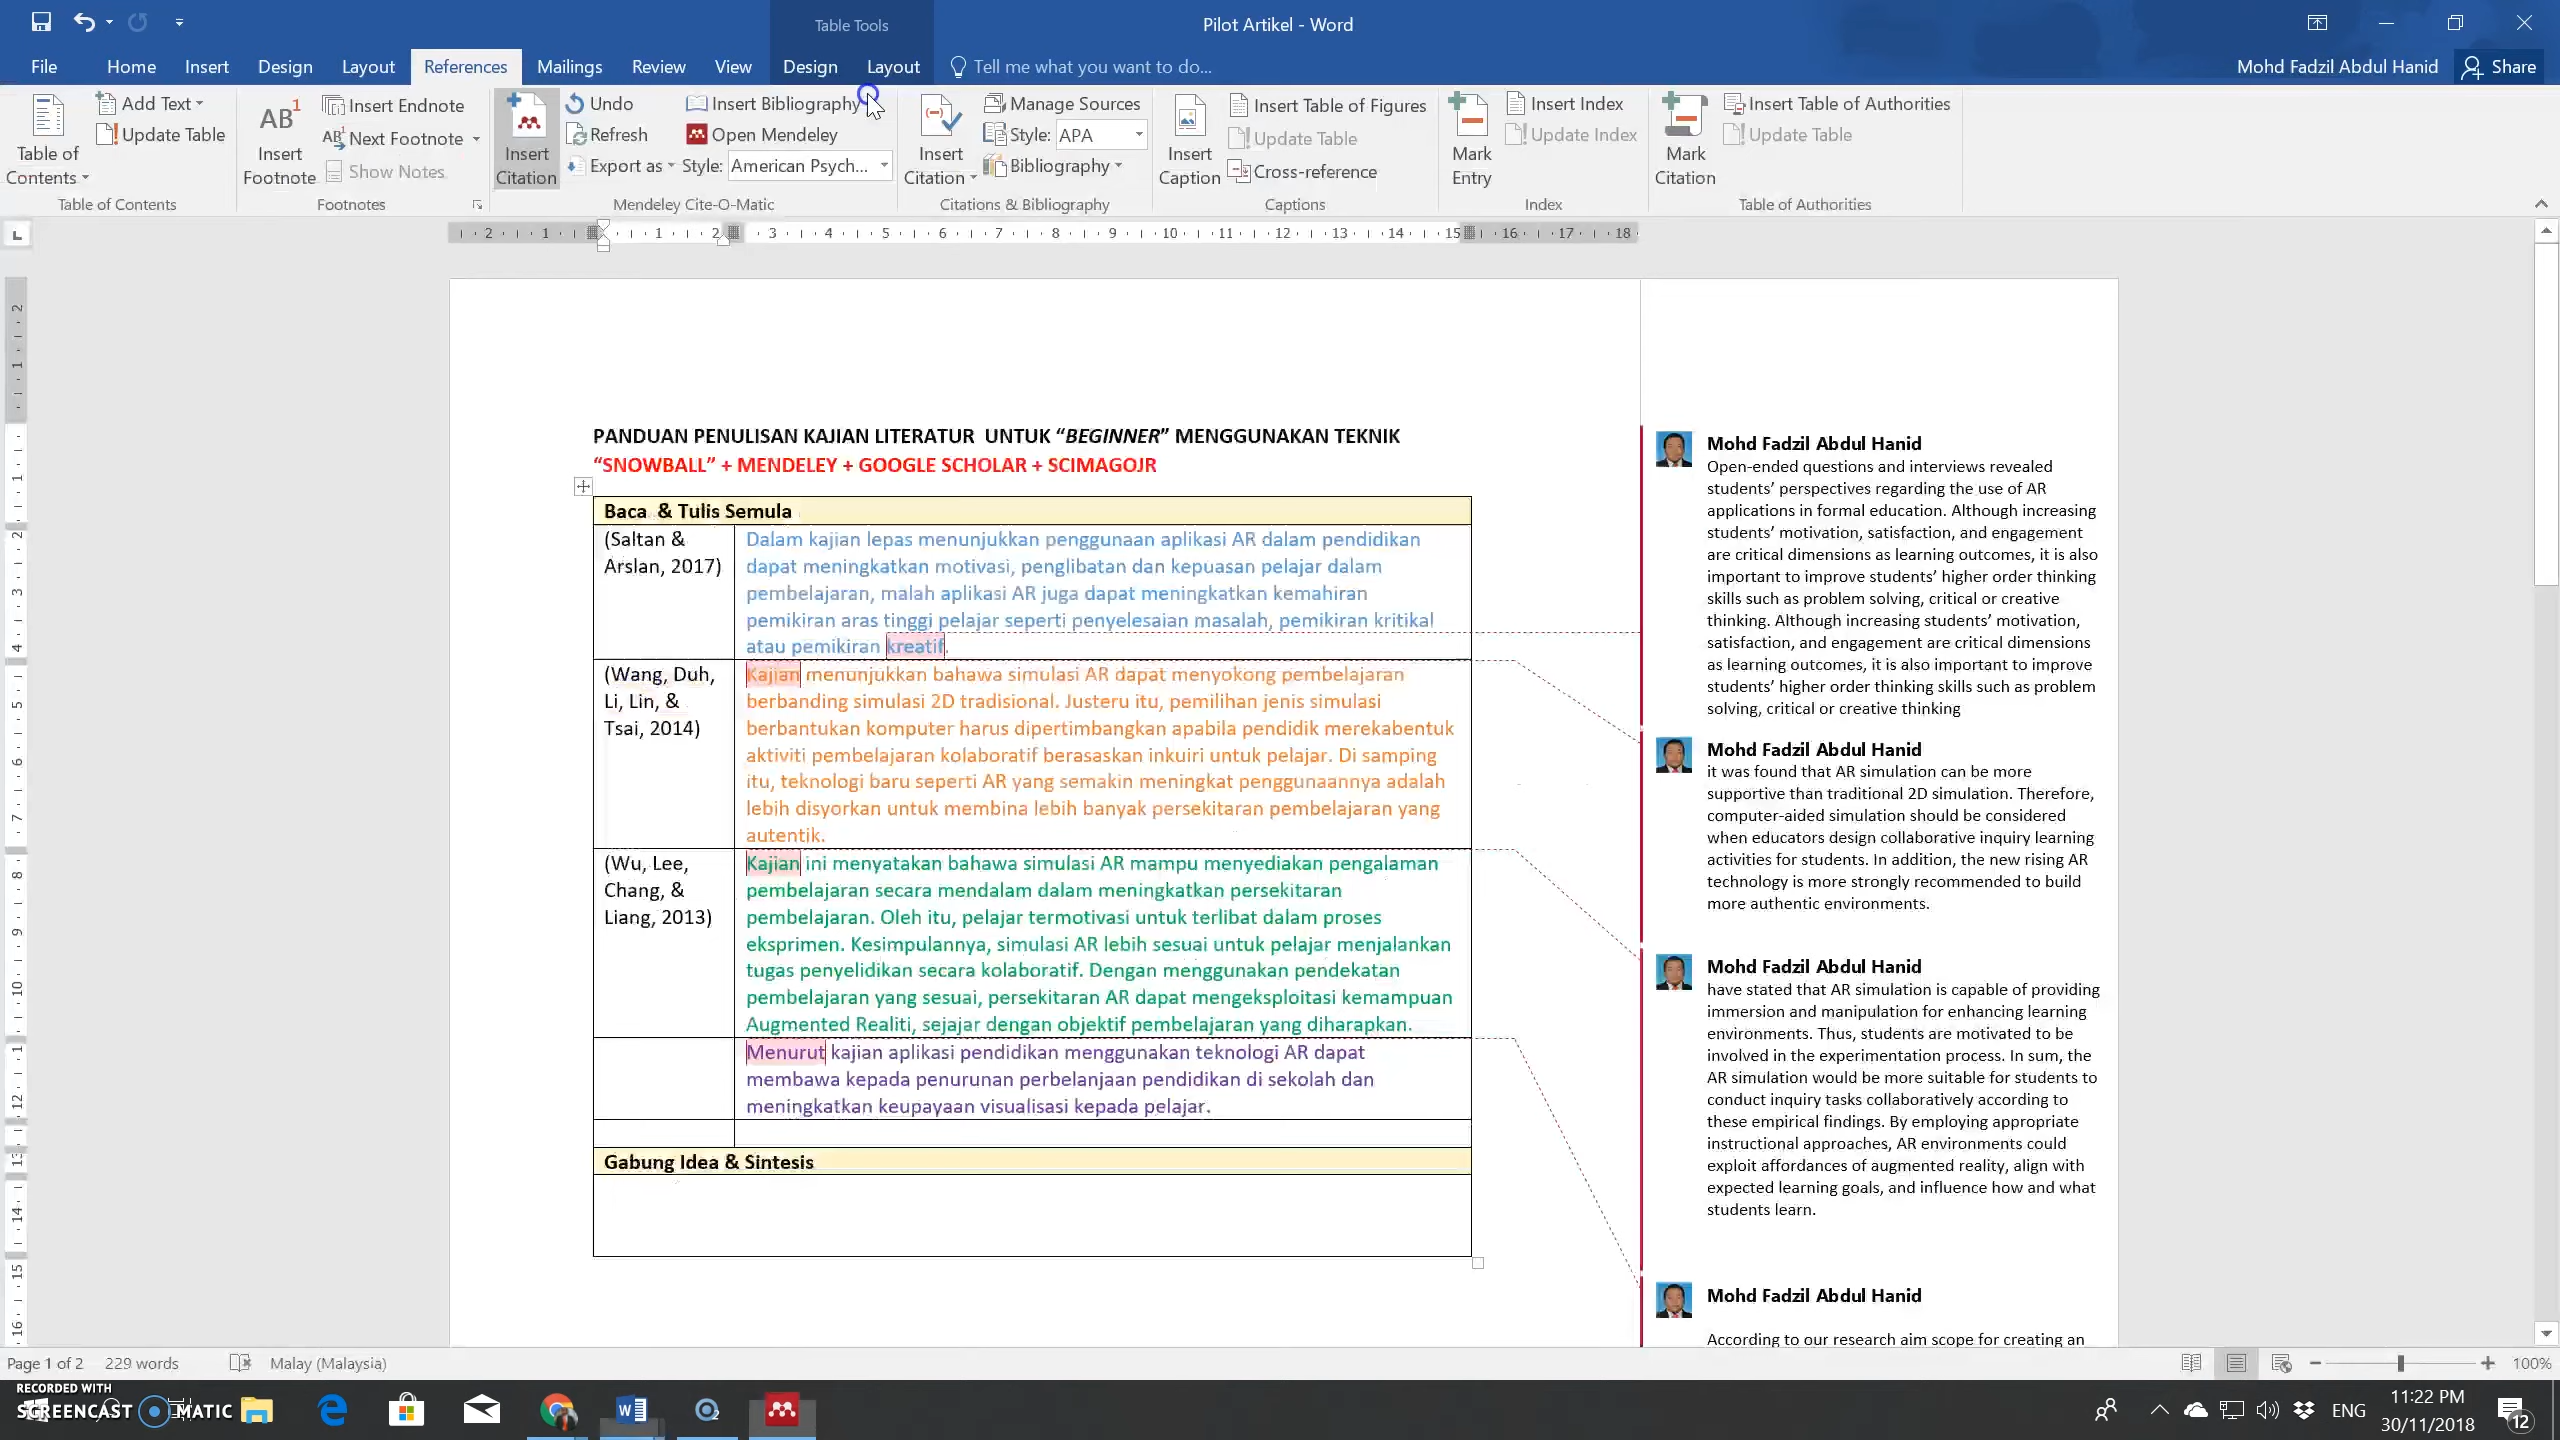 Table Tools
Pilot Artikel - Word
File Home Insert Design Layout References Mailings Review View Design Layout Tell me what you want to do...
Mohd Fadzil Abdul Hanid Share
Table of Contents
Add Text
Update Table
Table of Contents
AB1
Insert Footnote
Insert Endnote
Next Footnote
Show Notes
Footnotes
Insert Citation
Undo
Refresh
Export as
Insert Bibliography
Open Mendeley
Style: American Psych...
Mendeley Cite-O-Matic
Insert Citation
Manage Sources
Style: APA
Bibliography
Citations & Bibliography
Insert Caption
Insert Table of Figures
Update Table
Cross-reference
Captions
Mark Entry
Insert Index
Update Index
Index
Mark Citation
Insert Table of Authorities
Update Table
Table of Authorities
2 1 1 2 3 4 5 6 7 8 9 10 11 12 13 14 15 16 17 18
PANDUAN PENULISAN KAJIAN LITERATUR UNTUK “BEGINNER” MENGGUNAKAN TEKNIK
“SNOWBALL” + MENDELEY + GOOGLE SCHOLAR + SCIMAGOJR
Baca & Tulis Semula
(Saltan &
Arslan, 2017)
Dalam kajian lepas menunjukkan penggunaan aplikasi AR dalam pendidikan
dapat meningkatkan motivasi, penglibatan dan kepuasan pelajar dalam
pembelajaran, malah aplikasi AR juga dapat meningkatkan kemahiran
pemikiran aras tinggi pelajar seperti penyelesaian masalah, pemikiran kritikal
atau pemikiran kreatif.
(Wang, Duh,
Li, Lin, &
Tsai, 2014)
Kajian menunjukkan bahawa simulasi AR dapat menyokong pembelajaran
berbanding simulasi 2D tradisional. Justeru itu, pemilihan jenis simulasi
berbantukan komputer harus dipertimbangkan apabila pendidik merekabentuk
aktiviti pembelajaran kolaboratif berasaskan inkuiri untuk pelajar. Di samping
itu, teknologi baru seperti AR yang semakin meningkat penggunaannya adalah
lebih disyorkan untuk membina lebih banyak persekitaran pembelajaran yang
autentik.
(Wu, Lee,
Chang, &
Liang, 2013)
Kajian ini menyatakan bahawa simulasi AR mampu menyediakan pengalaman
pembelajaran secara mendalam dalam meningkatkan persekitaran
pembelajaran. Oleh itu, pelajar termotivasi untuk terlibat dalam proses
eksprimen. Kesimpulannya, simulasi AR lebih sesuai untuk pelajar menjalankan
tugas penyelidikan secara kolaboratif. Dengan menggunakan pendekatan
pembelajaran yang sesuai, persekitaran AR dapat mengeksploitasi kemampuan
Augmented Realiti, sejajar dengan objektif pembelajaran yang diharapkan.
Menurut kajian aplikasi pendidikan menggunakan teknologi AR dapat
membawa kepada penurunan perbelanjaan pendidikan di sekolah dan
meningkatkan keupayaan visualisasi kepada pelajar.
Gabung Idea & Sintesis
Mohd Fadzil Abdul Hanid
Open-ended questions and interviews revealed
students’ perspectives regarding the use of AR
applications in formal education. Although increasing
students’ motivation, satisfaction, and engagement
are critical dimensions as learning outcomes, it is also
important to improve students’ higher order thinking
skills such as problem solving, critical or creative
thinking. Although increasing students’ motivation,
satisfaction, and engagement are critical dimensions
as learning outcomes, it is also important to improve
students’ higher order thinking skills such as problem
solving, critical or creative thinking
Mohd Fadzil Abdul Hanid
it was found that AR simulation can be more
supportive than traditional 2D simulation. Therefore,
computer-aided simulation should be considered
when educators design collaborative inquiry learning
activities for students. In addition, the new rising AR
technology is more strongly recommended to build
more authentic environments.
Mohd Fadzil Abdul Hanid
have stated that AR simulation is capable of providing
immersion and manipulation for enhancing learning
environments. Thus, students are motivated to be
involved in the experimentation process. In sum, the
AR simulation would be more suitable for students to
conduct inquiry tasks collaboratively according to
these empirical findings. By employing appropriate
instructional approaches, AR environments could
exploit affordances of augmented reality, align with
expected learning goals, and influence how and what
students learn.
Mohd Fadzil Abdul Hanid
According to our research aim scope for creating an
Page 1 of 2 229 words Malay (Malaysia)
100%
RECORDED WITH
SCREENCAST MATIC
ENG
11:22 PM
30/11/2018
12